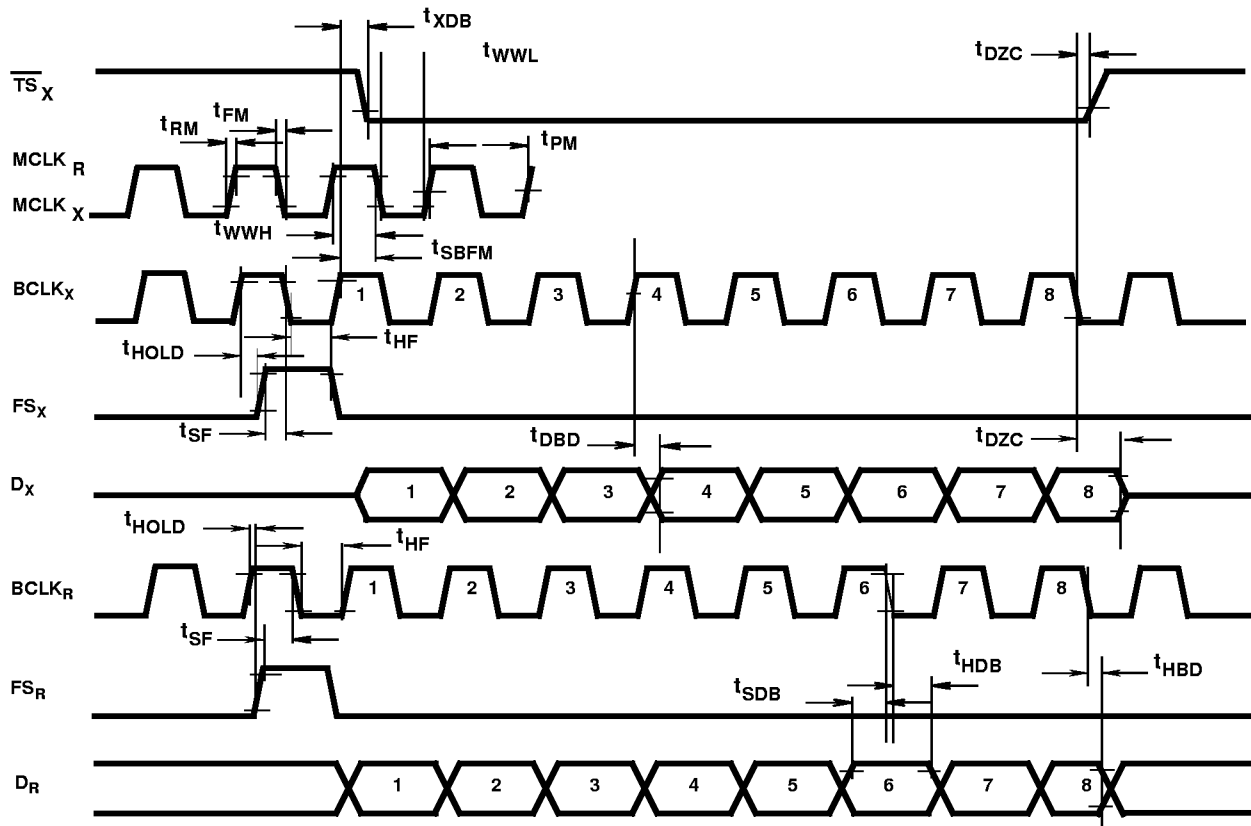 tXDB
tWWL
tDZC
TSX
tFM
tRM
tPM
MCLK R
MCLK X
tWWH
tSBFM
BCLKX
1 2 3 4 5 6 7 8
tHOLD
tHF
FSX
tSF
tDBD
tDZC
DX
1 2 3 4 5 6 7 8
tHOLD
tHF
BCLKR
1 2 3 4 5 6 7 8
tSF
tHDB
tHBD
FSR
tSDB
DR
1 2 3 4 5 6 7 8